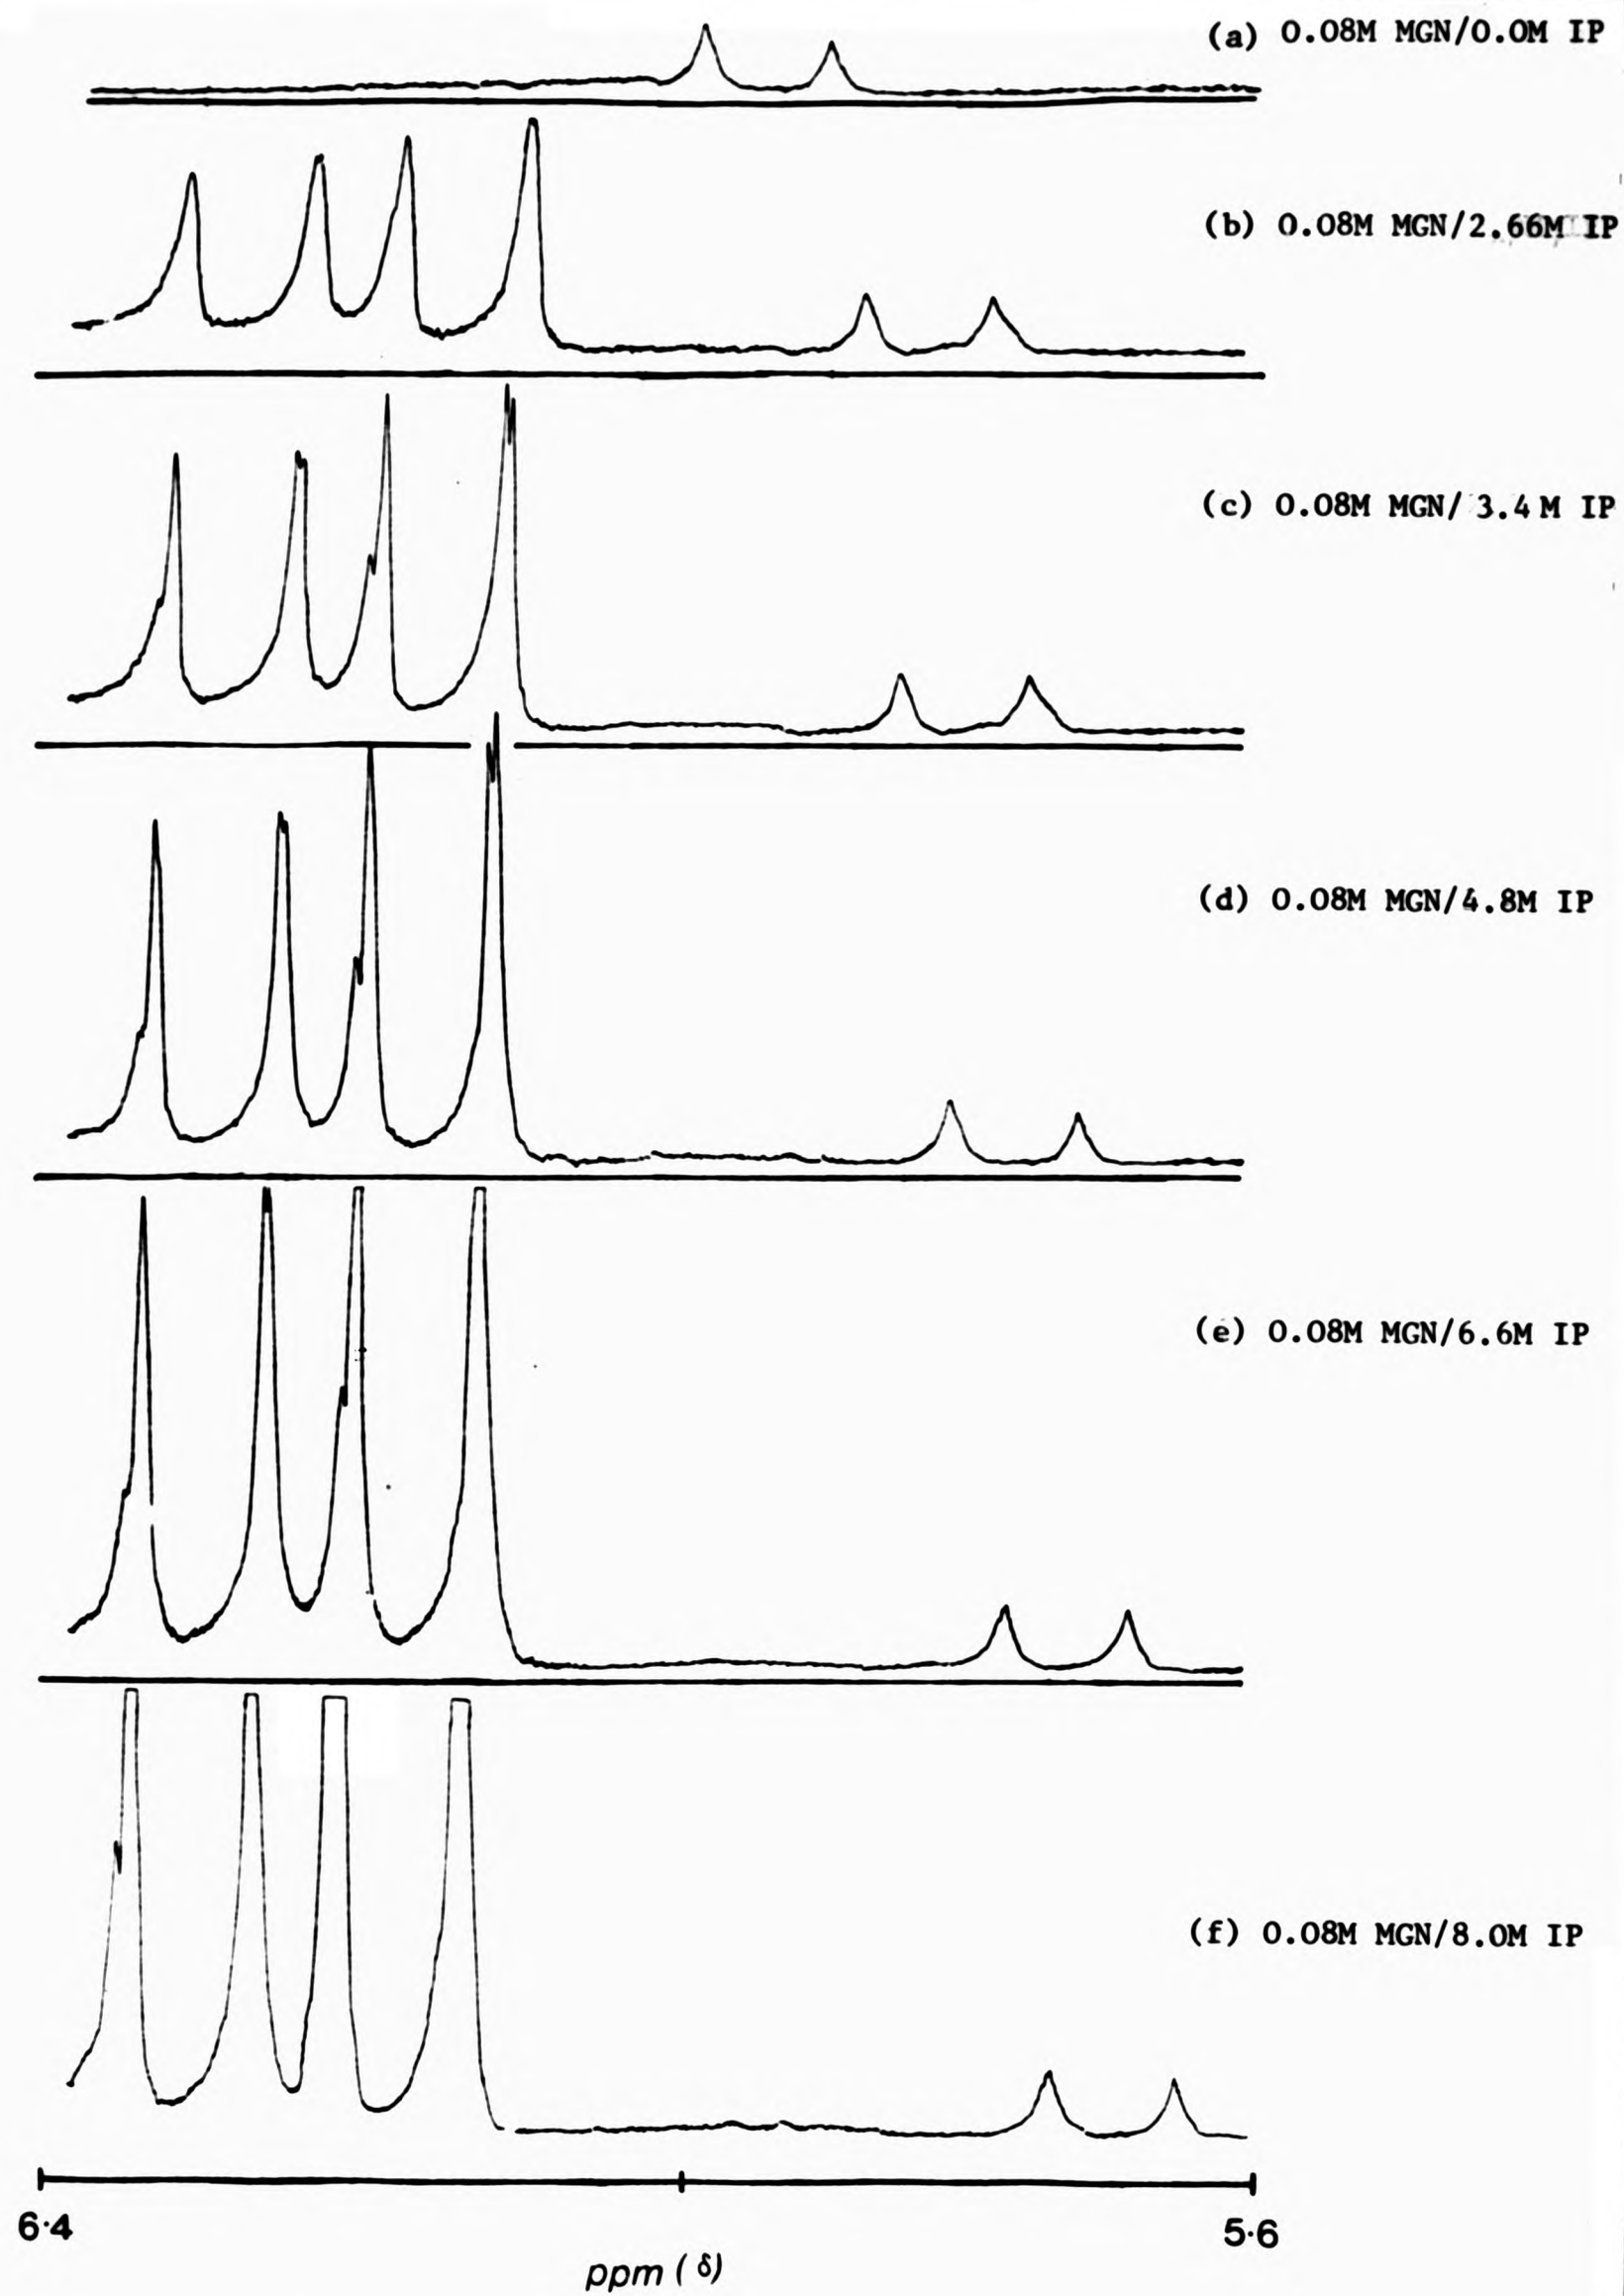 (a) 0.08M MGN/0.0M IP
(b) 0.08M MGN/2.66M IP
(c) 0.08M MGN/ 3.4 M IP
(d) 0.08M MGN/4.8M IP
(e) 0.08M MGN/6.6M IP
(f) 0.08M MGN/8.0M IP
6·4 5·6
ppm ( δ)